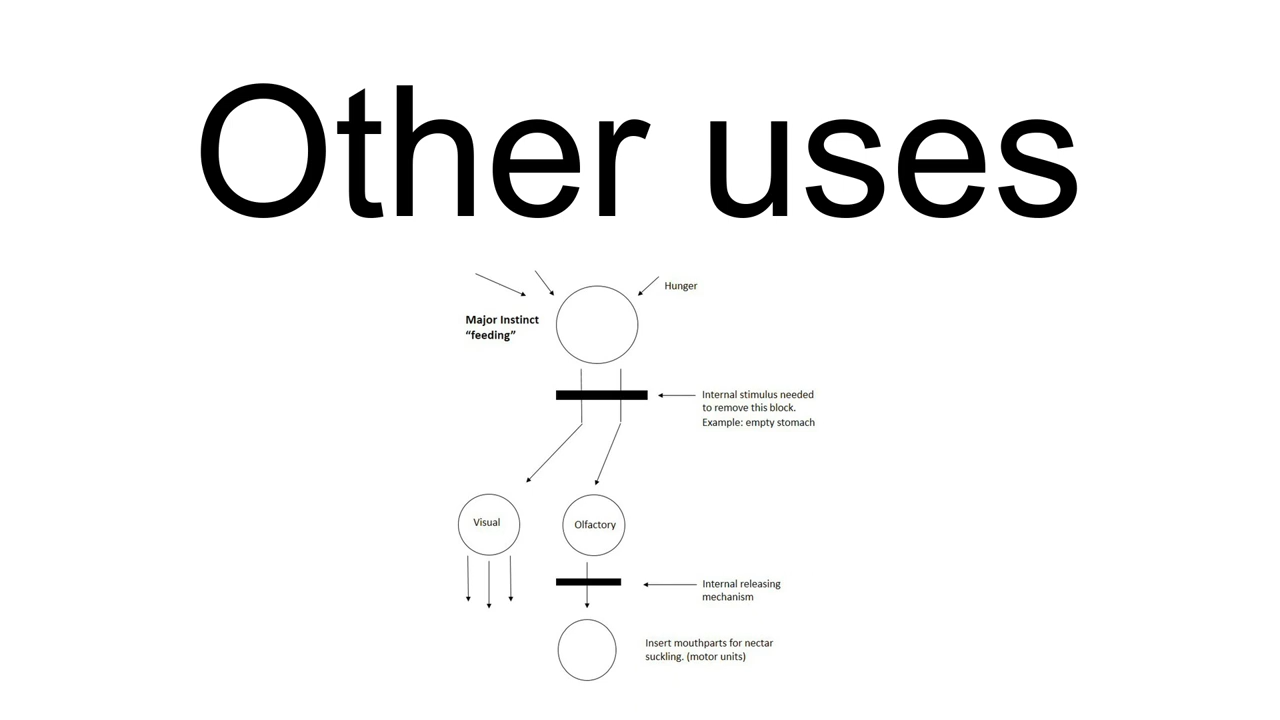 Other uses
Hunger
Major Instinct
“feeding”
Internal stimulus needed
to remove this block.
Example: empty stomach
Visual
Olfactory
Internal releasing
mechanism
Insert mouthparts for nectar
suckling. (motor units)